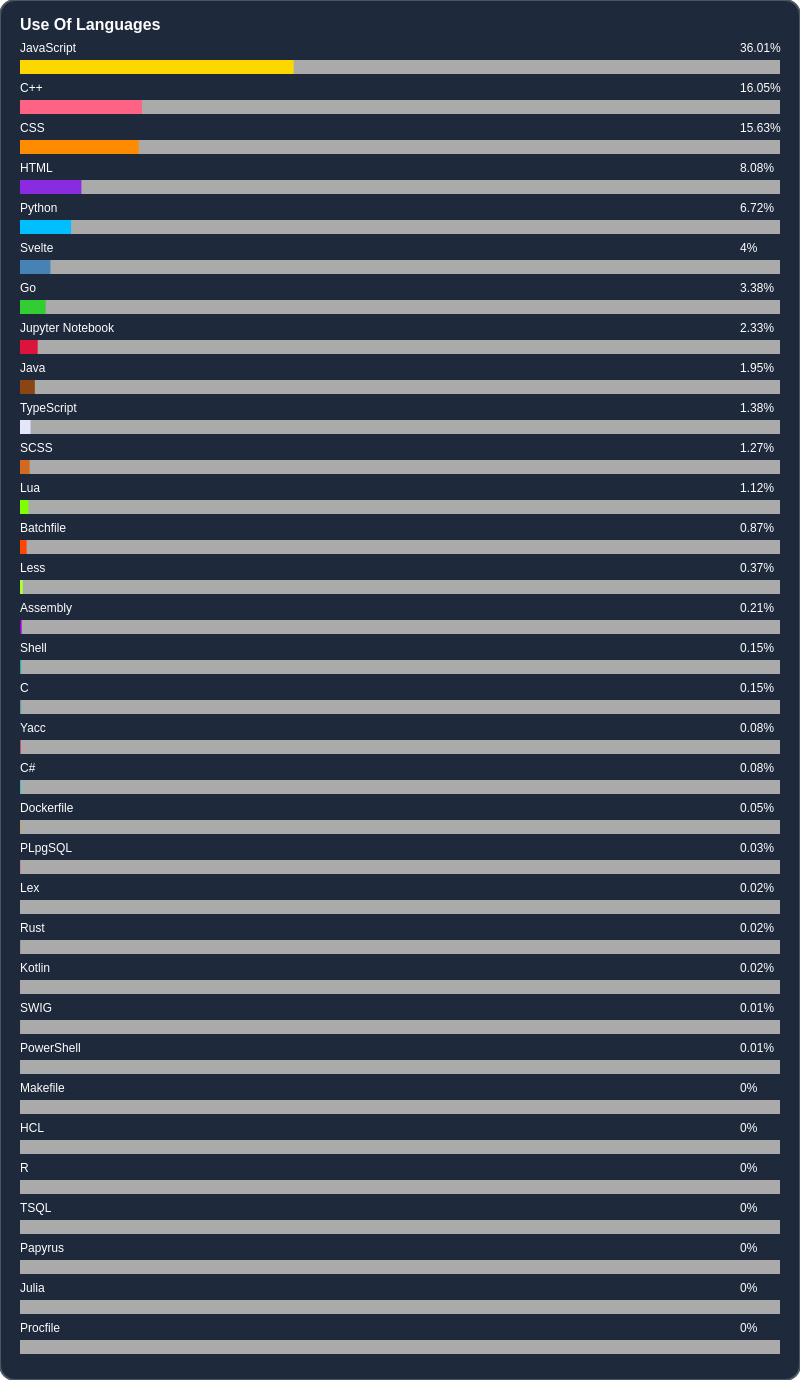 Use Of Languages
JavaScript 36.01%
C++ 16.05%
CSS 15.63%
HTML 8.08%
Python 6.72%
Svelte 4%
Go 3.38%
Jupyter Notebook 2.33%
Java 1.95%
TypeScript 1.38%
SCSS 1.27%
Lua 1.12%
Batchfile 0.87%
Less 0.37%
Assembly 0.21%
Shell 0.15%
C 0.15%
Yacc 0.08%
C# 0.08%
Dockerfile 0.05%
PLpgSQL 0.03%
Lex 0.02%
Rust 0.02%
Kotlin 0.02%
SWIG 0.01%
PowerShell 0.01%
Makefile 0%
HCL 0%
R 0%
TSQL 0%
Papyrus 0%
Julia 0%
Procfile 0%